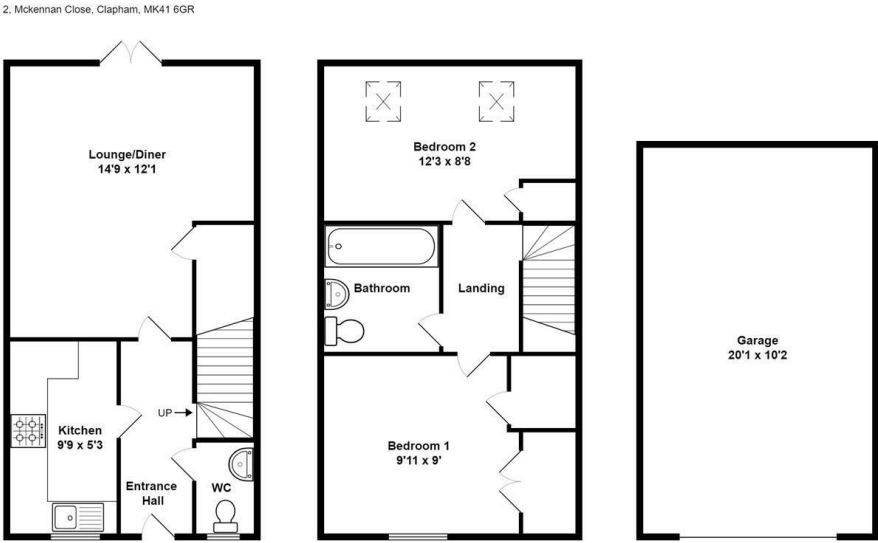 2, Mckennan Close, Clapham, MK41 6GR
Lounge/Diner
14'9 x 12'1
Kitchen
9'9 x 5'3
UP
Entrance
Hall
WC
Bedroom 2
12'3 x 8'8
Bathroom
Landing
Bedroom 1
9'11 x 9'
Garage
20'1 x 10'2